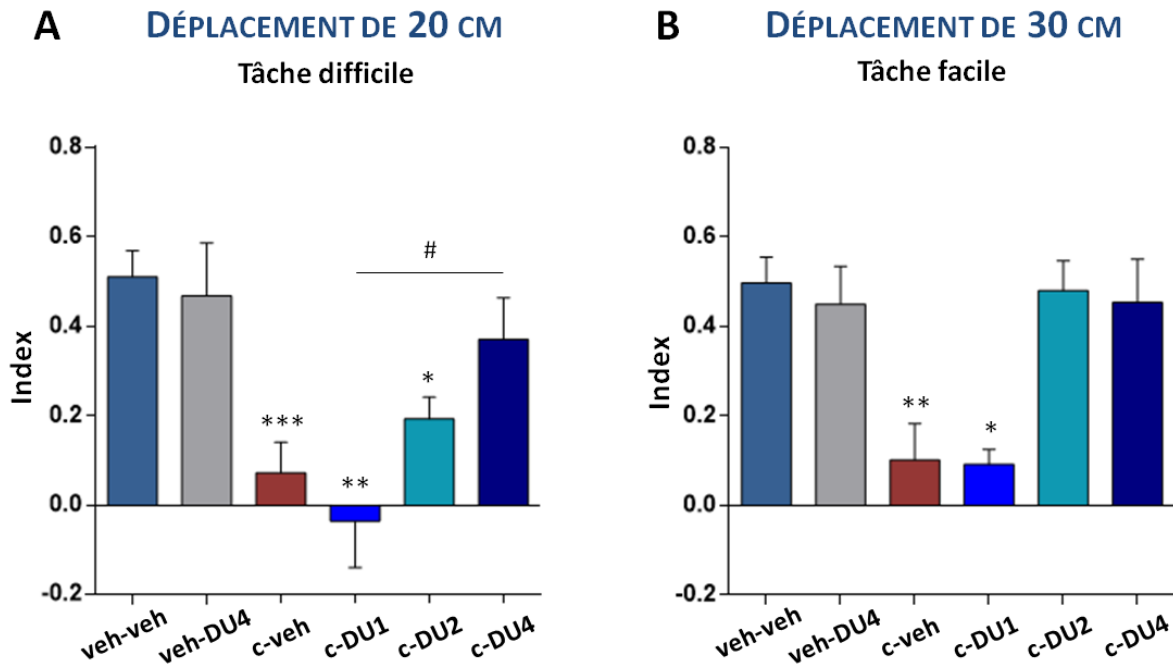 A DÉPLACEMENT DE 20 CM
Tâche difficile
Index
0.8
0.6
0.4
0.2
0.0
-0.2
***
**
*
#
veh-veh
veh-DU4
c-veh
c-DU1
c-DU2
c-DU4
B DÉPLACEMENT DE 30 CM
Tâche facile
Index
0.8
0.6
0.4
0.2
0.0
-0.2
**
*
veh-veh
veh-DU4
c-veh
c-DU1
c-DU2
c-DU4